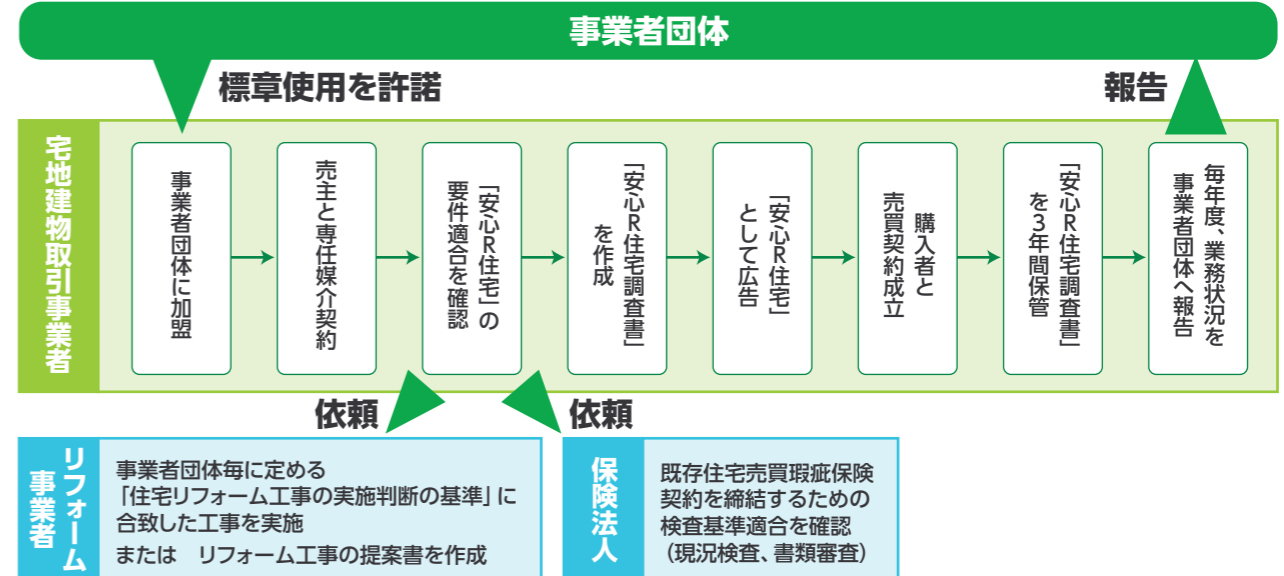 事業者団体
標章使用を許諾
報告
宅地建物取引事業者
事業者団体に加盟
売主と専任媒介契約
「安心R住宅」の
要件適合を確認
「安心R住宅調査書」
を作成
「安心R住宅」
として広告
購入者と
売買契約成立
「安心R住宅調査書」
を3年間保管
毎年度、業務状況を
事業者団体へ報告
依頼
依頼
リフォーム
事業者
事業者団体毎に定める
「住宅リフォーム工事の実施判断の基準」に
合致した工事を実施
または　リフォーム工事の提案書を作成
保険法人
既存住宅売買瑕疵保険
契約を締結するための
検査基準適合を確認
（現況検査、書類審査）